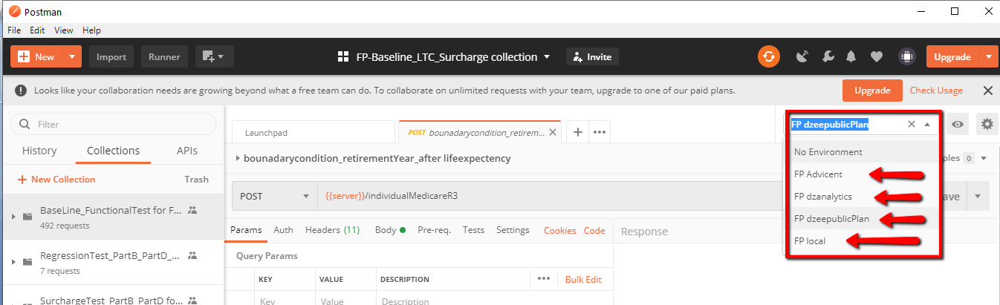 Postman
File Edit View Help
New Import Runner FP-Baseline_LTC_Surcharge collection Invite Upgrade
Looks like your collaboration needs are growing beyond what a free team can do. To collaborate on unlimited requests with your team, upgrade to one of our paid plans. Upgrade Check Usage
Filter
Launchpad
POST bounadarycondition_retirem...
FP dzeepublicPlan
History Collections APIs
No Environment
FP Advicent
FP dzanalytics
FP dzeepublicPlan
FP local
bounadarycondition_retirementYear_after lifeexpectency
ples 0
New Collection Trash
POST {{server}}/individualMedicareR3
ave
BaseLine_FunctionalTest for F...
492 requests
Params Auth Headers (11) Body Pre-req. Tests Settings Cookies Code
Response
RegressionTest_PartB_PartD_...
7 requests
Query Params
KEY VALUE DESCRIPTION Bulk Edit
Key Value Description
SurchargeTest_PartB_PartD fo...